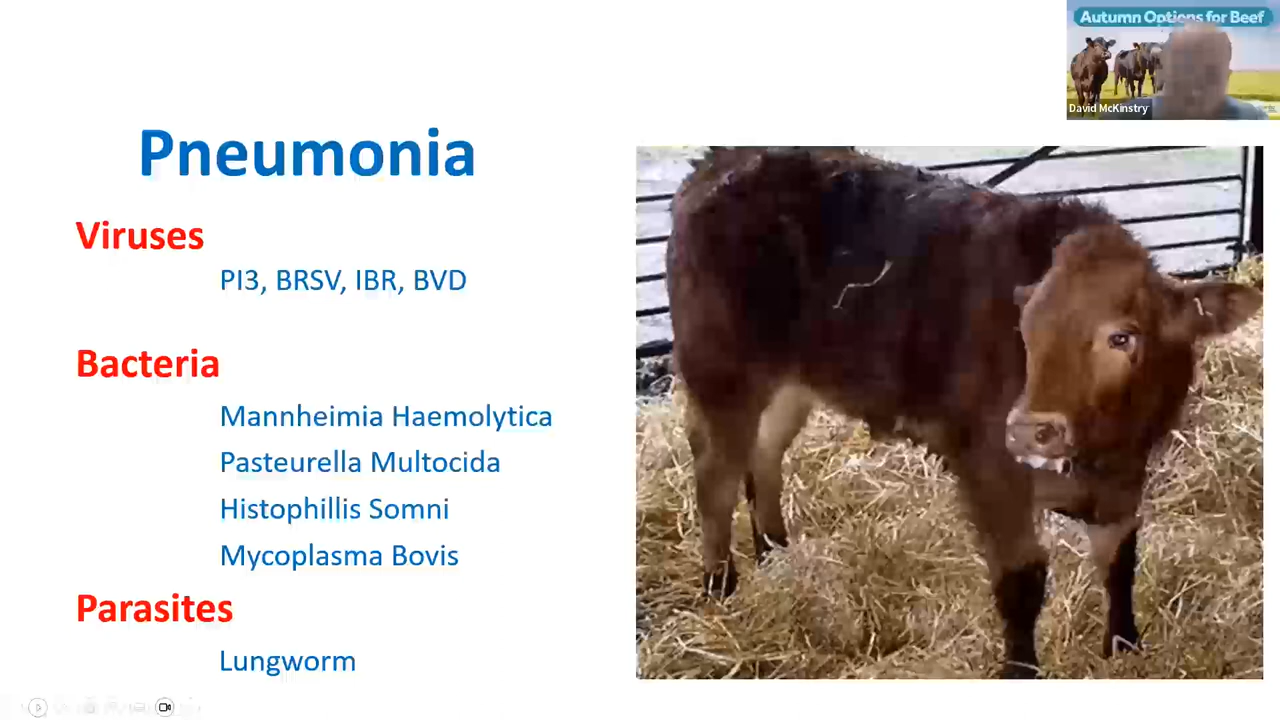 Autumn Options for Beef
David McKinstry
Pneumonia
Viruses
PI3, BRSV, IBR, BVD
Bacteria
Mannheimia Haemolytica
Pasteurella Multocida
Histophillis Somni
Mycoplasma Bovis
Parasites
Lungworm